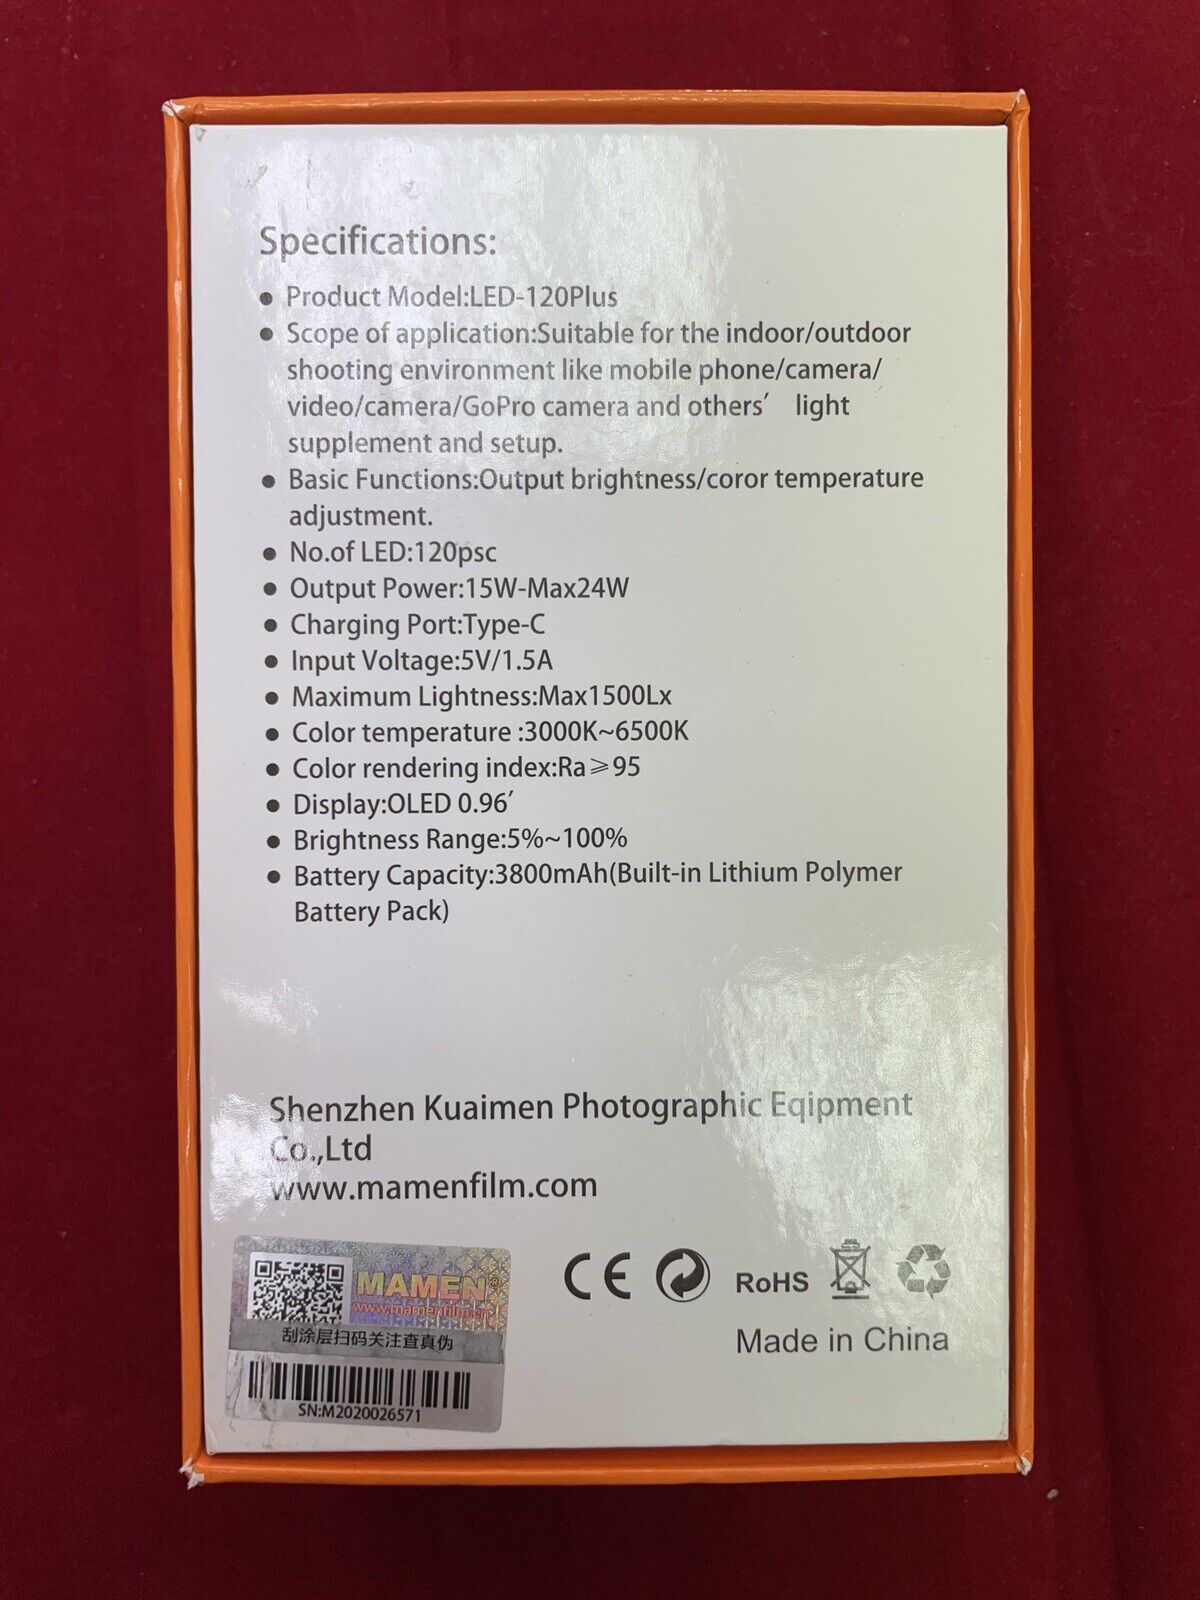 Specifications:
● Product Model:LED-120Plus
● Scope of application:Suitable for the indoor/outdoor
shooting environment like mobile phone/camera/
video/camera/GoPro camera and others′ light
supplement and setup.
● Basic Functions:Output brightness/coror temperature
adjustment.
● No.of LED:120psc
● Output Power:15W-Max24W
● Charging Port:Type-C
● Input Voltage:5V/1.5A
● Maximum Lightness:Max1500Lx
● Color temperature :3000K~6500K
● Color rendering index:Ra≥95
● Display:OLED 0.96′
● Brightness Range:5%~100%
● Battery Capacity:3800mAh(Built-in Lithium Polymer
Battery Pack)
Shenzhen Kuaimen Photographic Eqipment
Co.,Ltd
www.mamenfilm.com
MAMEN®
刮涂层扫码关注查真伪
SN:M2020026571
CE RoHS
Made in China